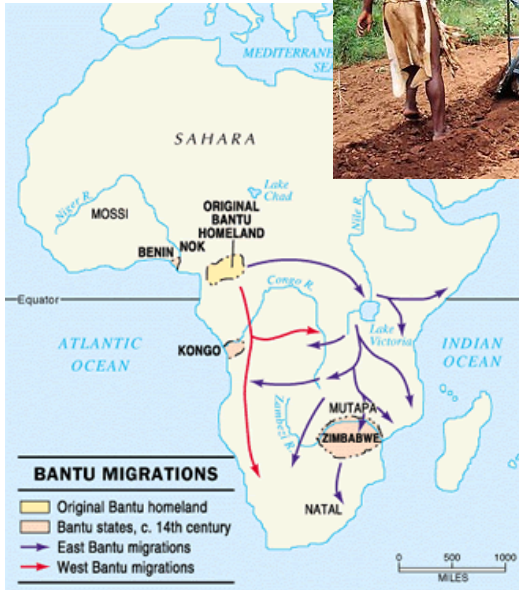 MEDITERRANE
SEA
SAHARA
Niger R.
MOSSI
Lake
Chad
Nile R.
ORIGINAL
BANTU
HOMELAND
NOK
BENIN
Equator
Congo R.
ATLANTIC
OCEAN
KONGO
Lake
Victoria
INDIAN
OCEAN
Zambezi R.
MUTAPA
ZIMBABWE
NATAL
BANTU MIGRATIONS
Original Bantu homeland
Bantu states, c. 14th century
East Bantu migrations
West Bantu migrations
0 500 1000
MILES